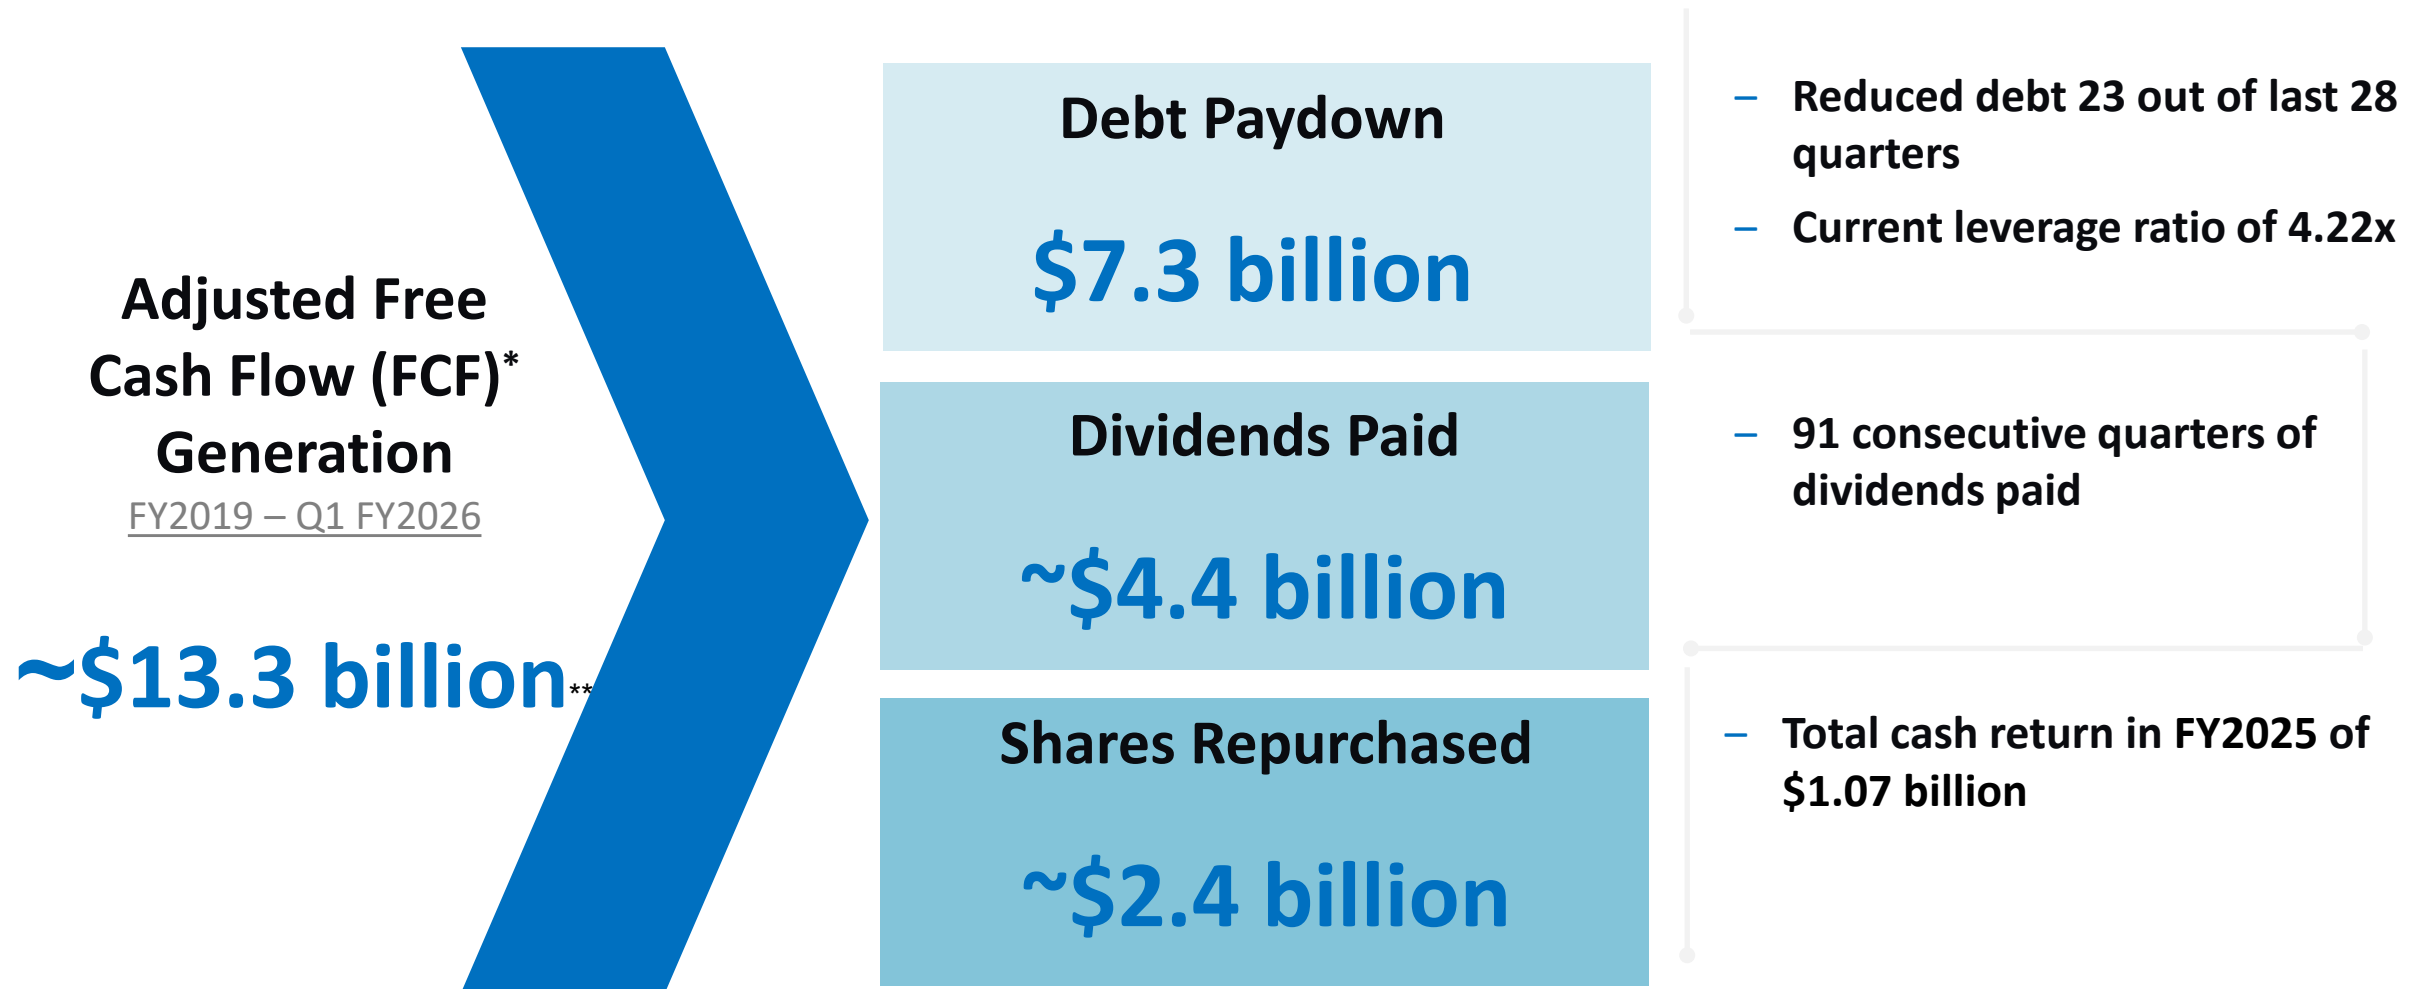 Adjusted Free
Cash Flow (FCF)*
Generation
FY2019 – Q1 FY2026
~$13.3 billion**
Debt Paydown
$7.3 billion
– Reduced debt 23 out of last 28
quarters
– Current leverage ratio of 4.22x
Dividends Paid
~$4.4 billion
– 91 consecutive quarters of
dividends paid
Shares Repurchased
~$2.4 billion
– Total cash return in FY2025 of
$1.07 billion